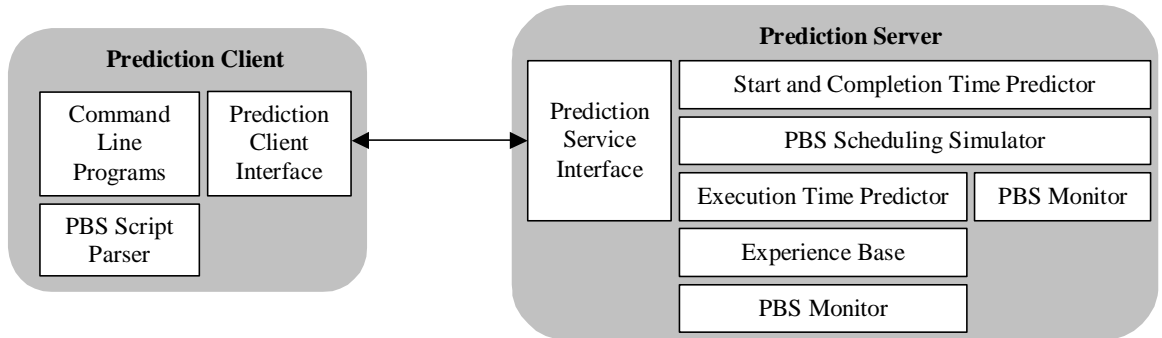 Prediction Client
Command
Line
Programs
Prediction
Client
Interface
PBS Script
Parser
Prediction Server
Prediction
Service
Interface
Start and Completion Time Predictor
PBS Scheduling Simulator
Execution Time Predictor
PBS Monitor
Experience Base
PBS Monitor